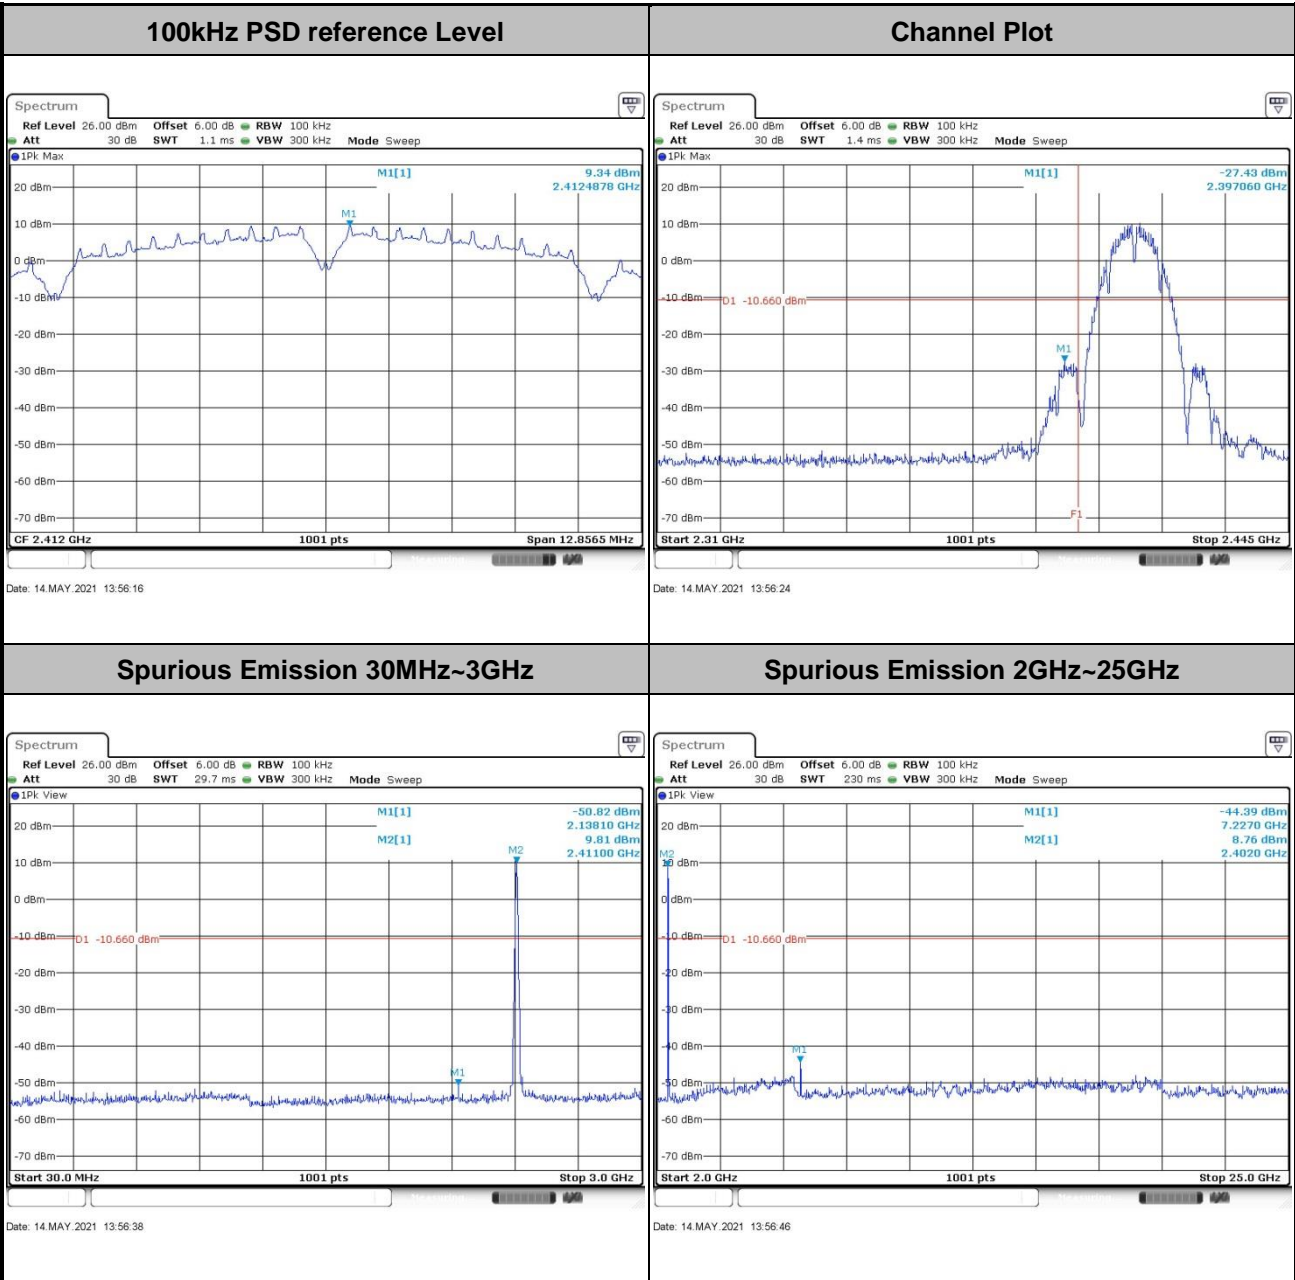 100kHz PSD reference Level
Channel Plot
Spectrum
Ref Level 26.00 dBm Offset 6.00 dB RBW 100 kHz
Att 30 dB SWT 1.1 ms VBW 300 kHz Mode Sweep
1Pk Max
M1[1] 9.34 dBm
2.4124878 GHz
20 dBm
M1
10 dBm
0 dBm
-10 dBm
-20 dBm
-30 dBm
-40 dBm
-50 dBm
-60 dBm
-70 dBm
CF 2.412 GHz 1001 pts Span 12.8565 MHz
Date: 14.MAY.2021 13:56:16
Spectrum
Ref Level 26.00 dBm Offset 6.00 dB RBW 100 kHz
Att 30 dB SWT 1.4 ms VBW 300 kHz Mode Sweep
1Pk Max
M1[1] -27.43 dBm
2.397060 GHz
20 dBm
10 dBm
0 dBm
-10 dBm
D1 -10.660 dBm
-20 dBm
M1
-30 dBm
-40 dBm
-50 dBm
-60 dBm
-70 dBm
F1
Start 2.31 GHz 1001 pts Stop 2.445 GHz
Date: 14.MAY.2021 13:56:24
Spurious Emission 30MHz~3GHz
Spurious Emission 2GHz~25GHz
Spectrum
Ref Level 26.00 dBm Offset 6.00 dB RBW 100 kHz
Att 30 dB SWT 29.7 ms VBW 300 kHz Mode Sweep
1Pk View
M1[1] -50.82 dBm
2.13810 GHz
20 dBm
M2[1] 9.81 dBm
2.41100 GHz
M2
10 dBm
0 dBm
-10 dBm
D1 -10.660 dBm
-20 dBm
-30 dBm
-40 dBm
M1
-50 dBm
-60 dBm
-70 dBm
Start 30.0 MHz 1001 pts Stop 3.0 GHz
Date: 14.MAY.2021 13:56:38
Spectrum
Ref Level 26.00 dBm Offset 6.00 dB RBW 100 kHz
Att 30 dB SWT 230 ms VBW 300 kHz Mode Sweep
1Pk View
M1[1] -44.39 dBm
7.2270 GHz
20 dBm
M2[1] 8.76 dBm
2.4020 GHz
M2
10 dBm
0 dBm
-10 dBm
D1 -10.660 dBm
-20 dBm
-30 dBm
-40 dBm
M1
-50 dBm
-60 dBm
-70 dBm
Start 2.0 GHz 1001 pts Stop 25.0 GHz
Date: 14.MAY.2021 13:56:46